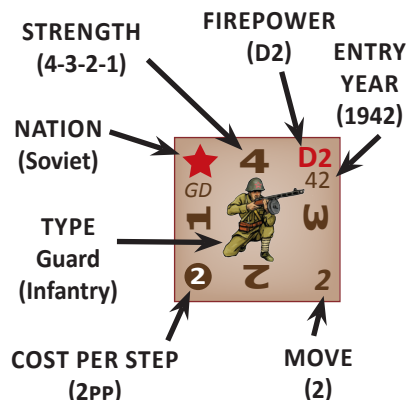 STRENGTH
(4-3-2-1)
FIREPOWER
(D2)
ENTRY
YEAR
(1942)
NATION
(Soviet)
4
D2
42
GD
1
3
TYPE
Guard
(Infantry)
2
2
2
COST PER STEP
(2PP)
MOVE
(2)